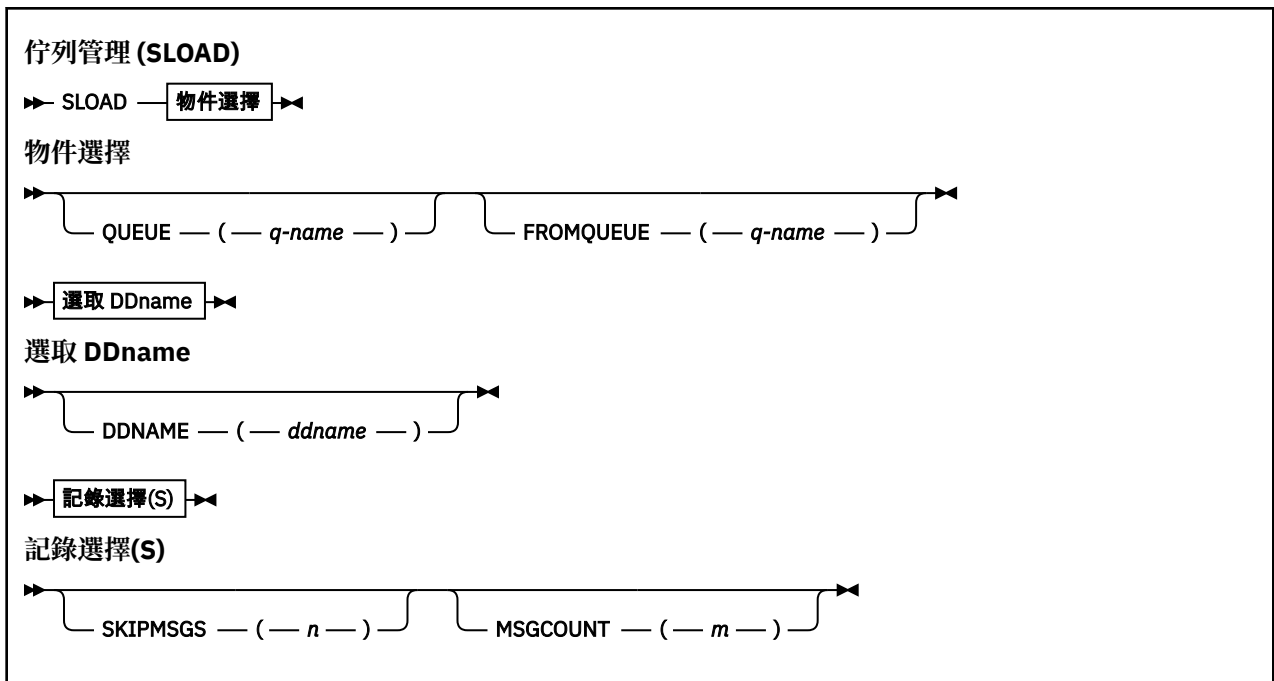 佇列管理 (SLOAD)
SLOAD 物件選擇
物件選擇
QUEUE ( q-name ) FROMQUEUE ( q-name )
選取 DDname
選取 DDname
DDNAME ( ddname )
記錄選擇(S)
記錄選擇(S)
SKIPMSGS ( n ) MSGCOUNT ( m )